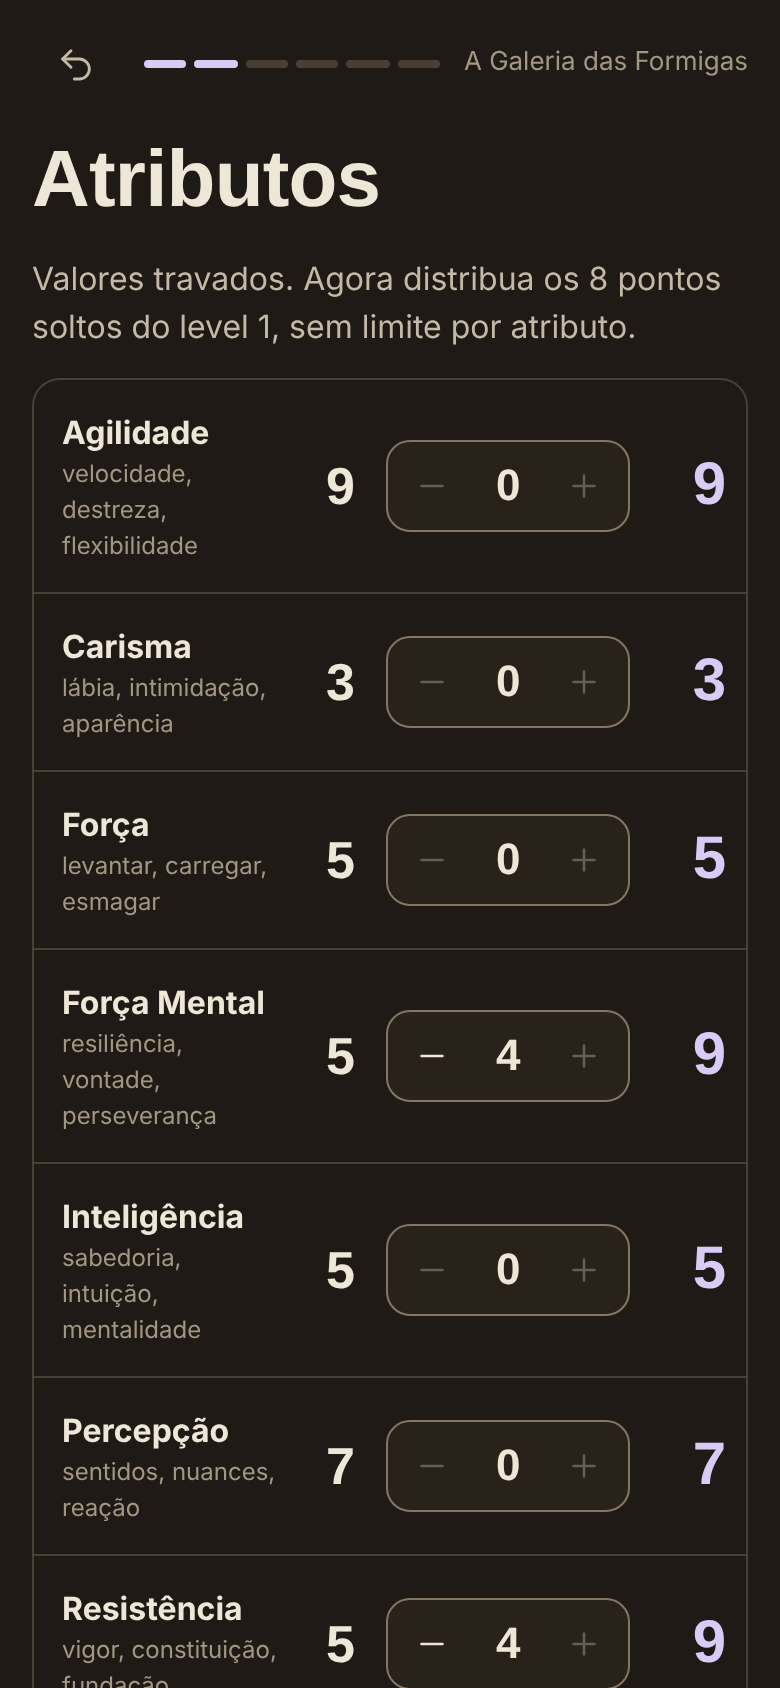 A Galeria das Formigas
Atributos
Valores travados. Agora distribua os 8 pontos
soltos do level 1, sem limite por atributo.
Agilidade
velocidade,
destreza,
flexibilidade
9 − 0 + 9
Carisma
lábia, intimidação,
aparência
3 − 0 + 3
Força
levantar, carregar,
esmagar
5 − 0 + 5
Força Mental
resiliência,
vontade,
perseverança
5 − 4 + 9
Inteligência
sabedoria,
intuição,
mentalidade
5 − 0 + 5
Percepção
sentidos, nuances,
reação
7 − 0 + 7
Resistência
vigor, constituição,
fundação
5 − 4 + 9